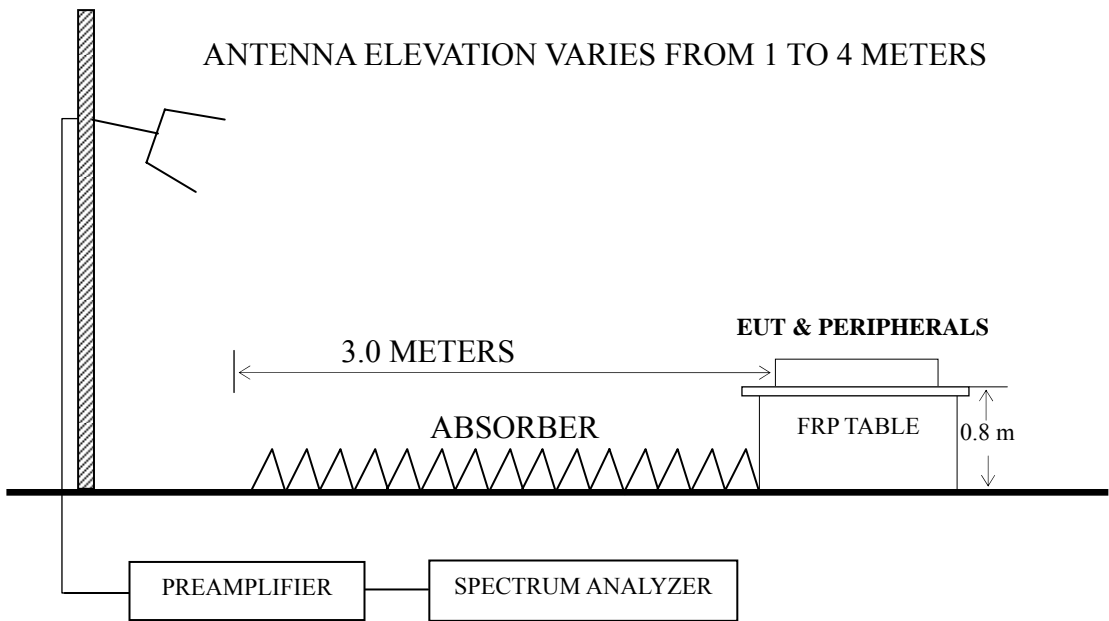 ANTENNA ELEVATION VARIES FROM 1 TO 4 METERS
EUT & PERIPHERALS
3.0 METERS
ABSORBER
FRP TABLE
0.8 m
PREAMPLIFIER
SPECTRUM ANALYZER